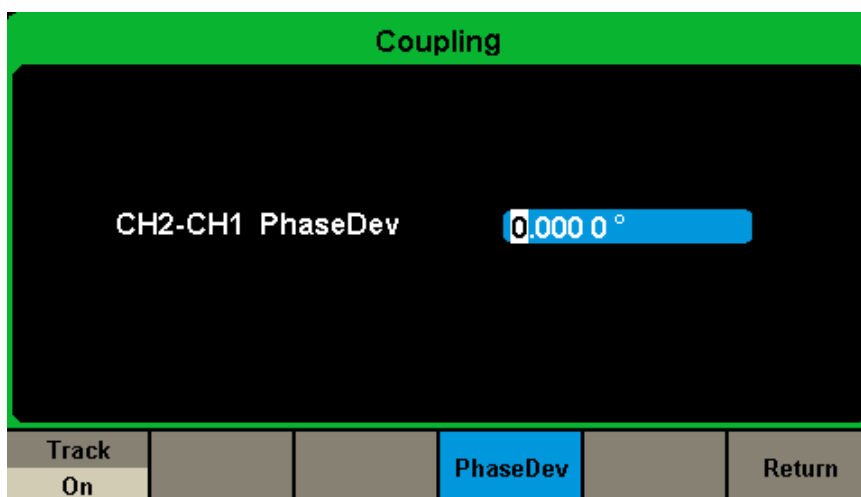 Coupling
CH2-CH1 PhaseDev 0.000 0 °
Track
On
PhaseDev
Return